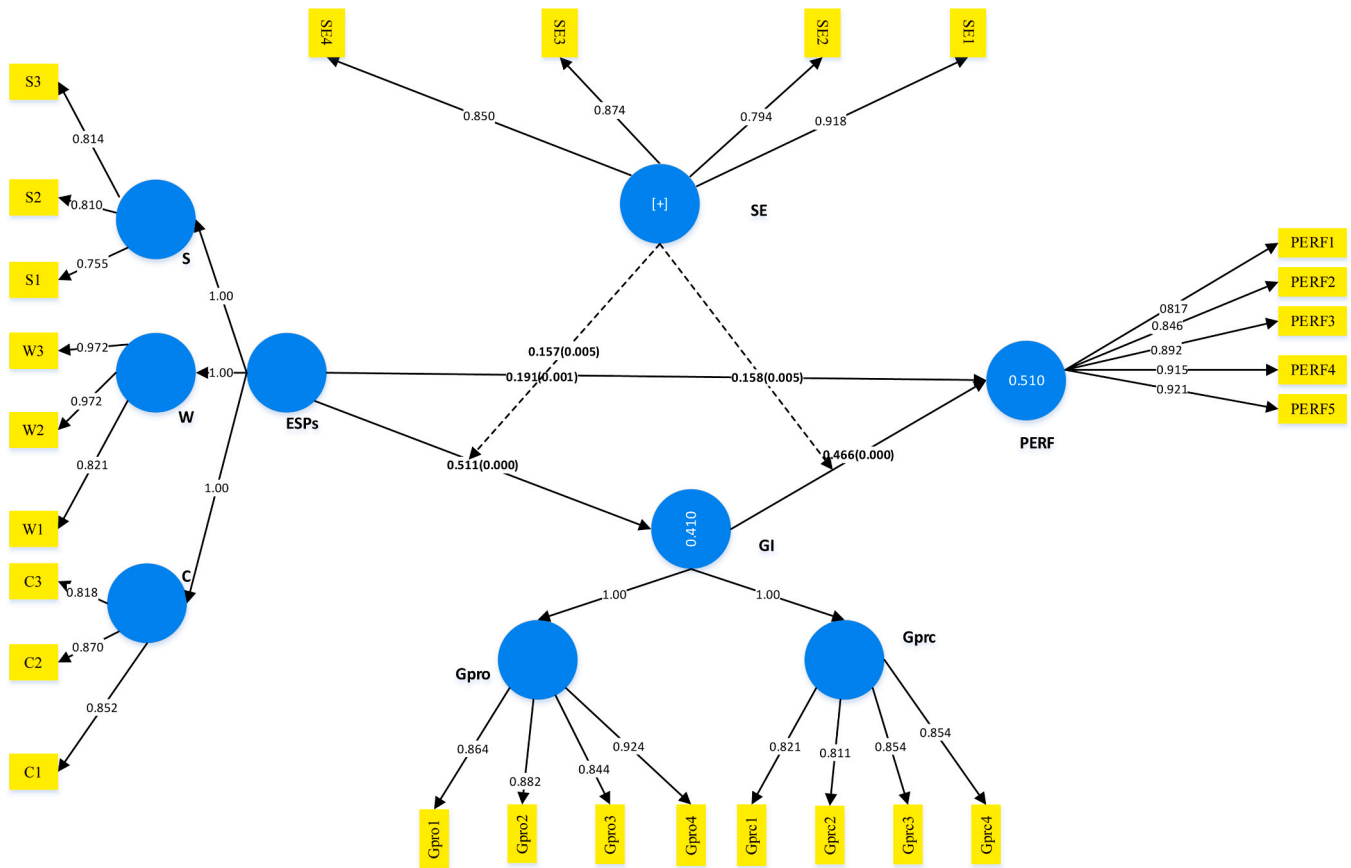 SE4
SE3
SE2
SE1
S3
0.850
0.874
0.794
0.918
0.814
S2
0.810
[+]
SE
S
S1
0.755
PERF1
1.00
0817
PERF2
0.846
W3
0.972
PERF3
0.892
0.157(0.005)
1.00
0.191(0.001)
0.158(0.005)
0.510
0.915
PERF4
0.921
PERF5
0.972
W
ESPs
W2
PERF
0.821
0.511(0.000)
0.466(0.000)
1.00
W1
0.410
GI
C3
C
0.818
1.00
1.00
C2
0.870
Gpro
Gprc
0.852
0.864
0.882
0.844
0.924
0.821
0.811
0.854
0.854
C1
Gpro1
Gpro2
Gpro3
Gpro4
Gprc1
Gprc2
Gprc3
Gprc4